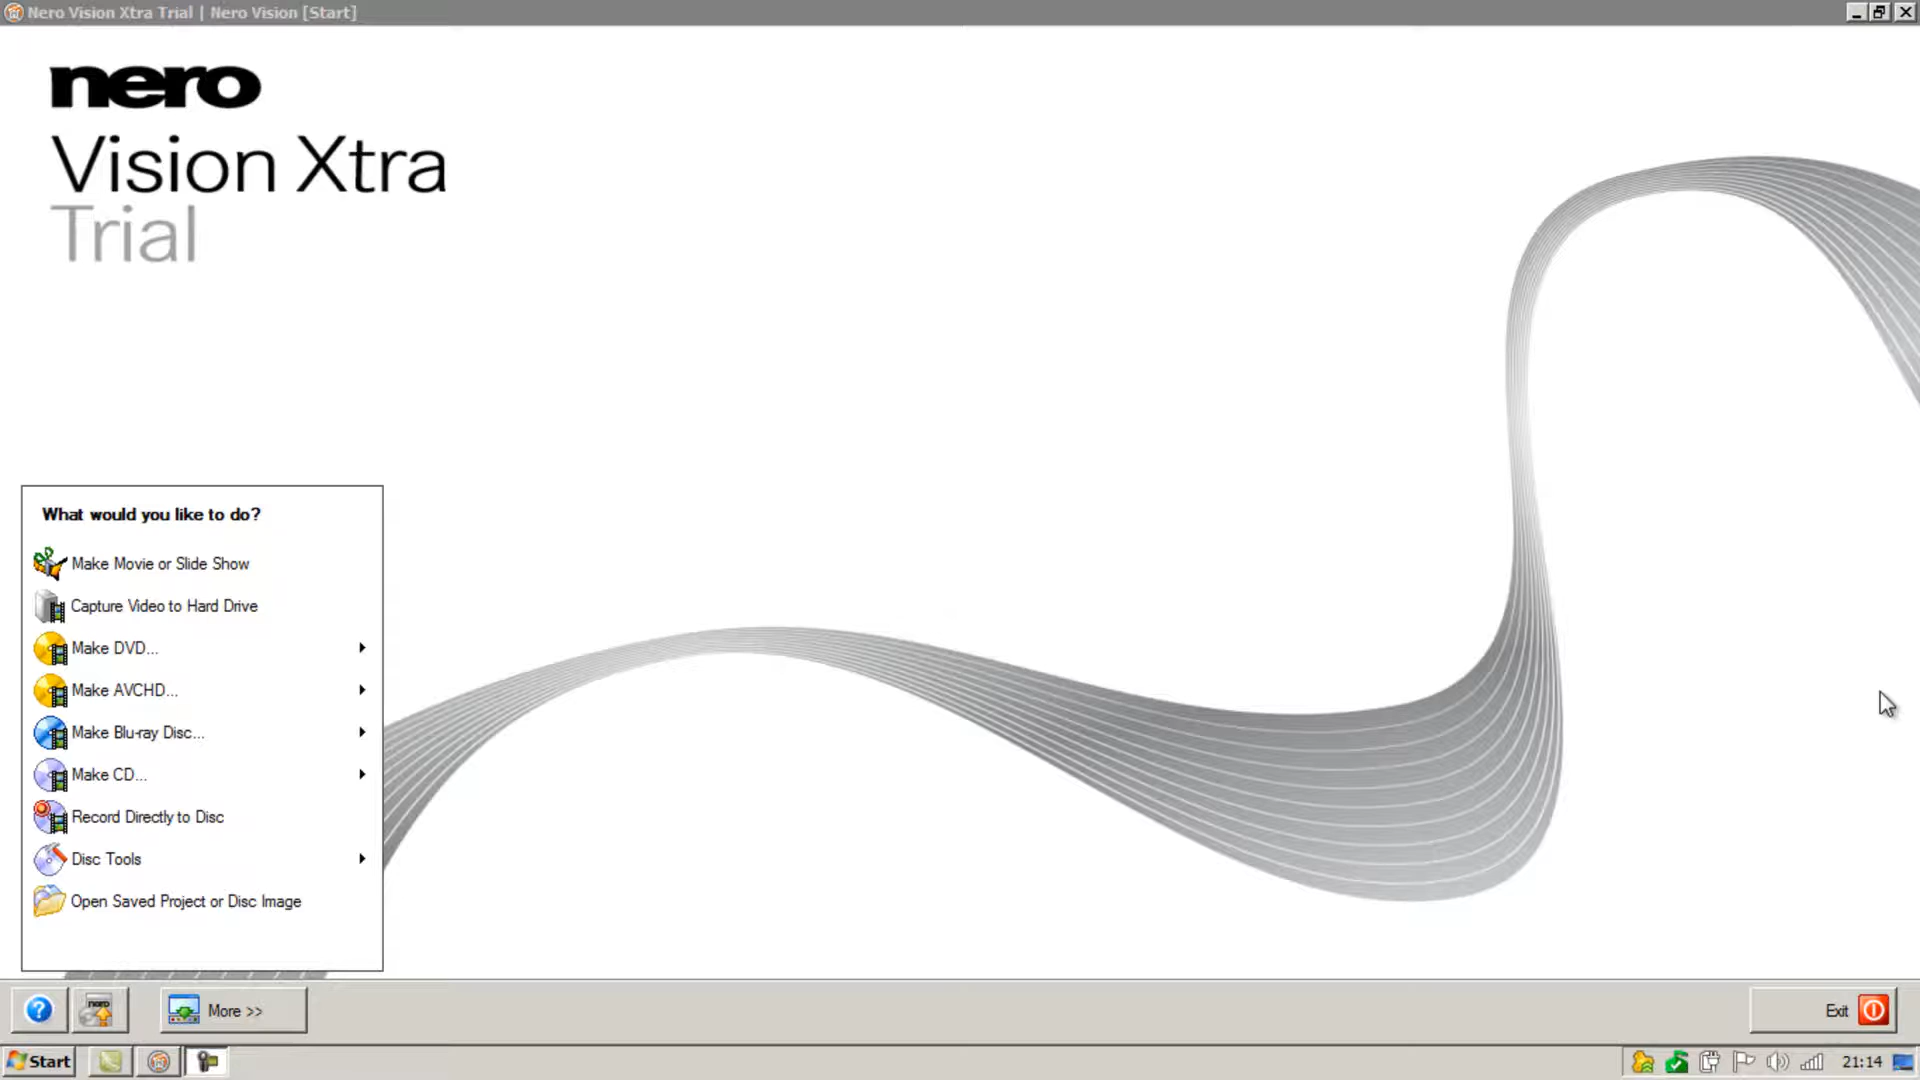 Nero Vision Xtra Trial | Nero Vision [Start]
nero
Vision Xtra
Trial
What would you like to do?
Make Movie or Slide Show
Capture Video to Hard Drive
Make DVD...
Make AVCHD...
Make Blu-ray Disc...
Make CD...
Record Directly to Disc
Disc Tools
Open Saved Project or Disc Image
nero
More >>
Exit
Start
21:14